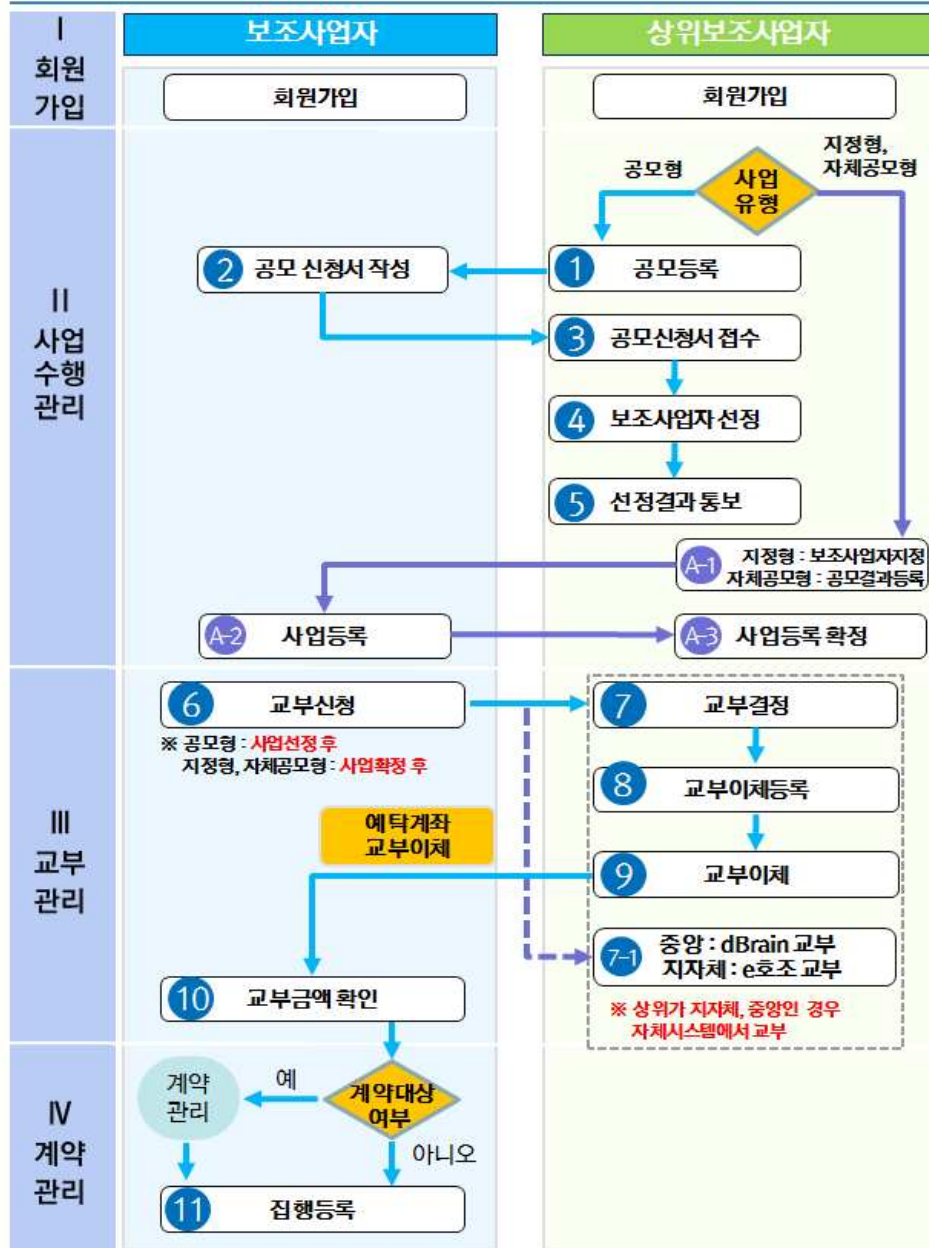 Ⅰ
회원
가입
보조사업자
상위보조사업자
회원가입
회원가입
Ⅱ
사업
수행
관리
공모형
사업
유형
지정형,
자체공모형
2 공모 신청서 작성
1 공모등록
3 공모신청서 접수
4 보조사업자 선정
5 선정결과 통보
A-1 지정형 : 보조사업자지정
자체공모형 : 공모결과등록
A-2 사업등록
A-3 사업등록 확정
Ⅲ
교부
관리
6 교부신청
※ 공모형 : 사업선정 후
지정형, 자체공모형 : 사업확정 후
7 교부결정
8 교부이체등록
예탁계좌
교부이체
9 교부이체
7-1 중앙 : dBrain 교부
지자체 : e호조 교부
※ 상위가 지자체, 중앙인 경우
자체시스템에서 교부
10 교부금액 확인
Ⅳ
계약
관리
계약
관리
예
계약대상
여부
아니오
11 집행등록